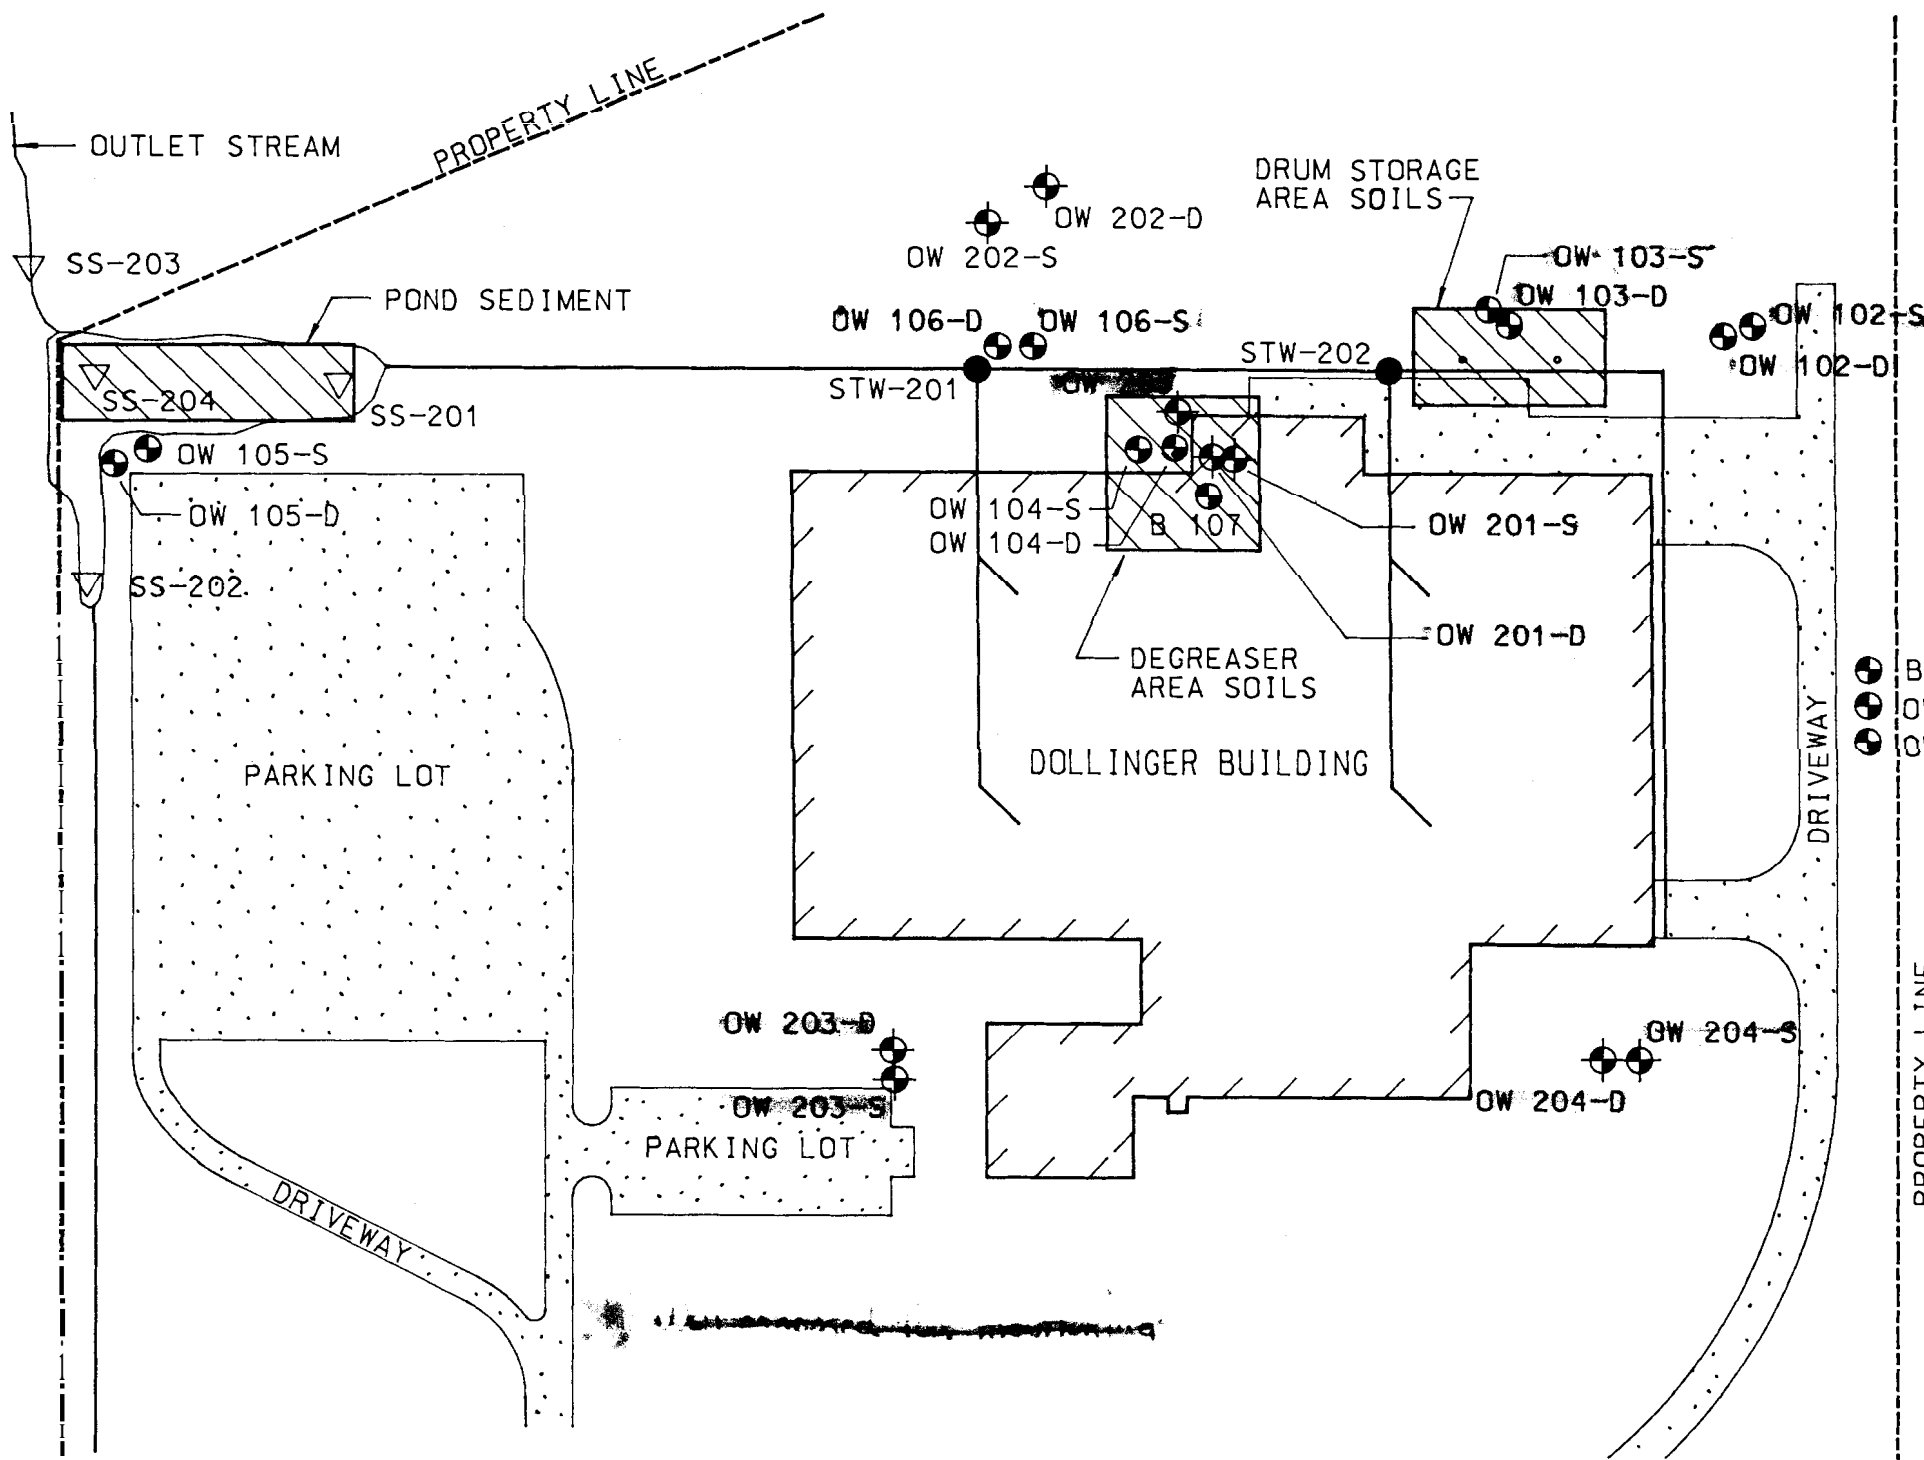 PROPERTY LINE
OUTLET STREAM
DRUM STORAGE
AREA SOILS
OW 202-D
OW 202-S
SS-203
OW 103-S
OW 103-D
POND SEDIMENT
OW 106-D
OW 106-S
OW 102-S
OW 102-D
STW-201
STW-202
OW
SS-204
SS-201
OW 105-S
OW 105-D
OW 104-S
OW 104-D
B 107
OW 201-S
SS-202
OW 201-D
DEGREASER
AREA SOILS
B
DRIVEWAY
PARKING LOT
DOLLINGER BUILDING
OW 203-D
OW 203-S
OW 204-S
OW 204-D
PARKING LOT
PROPERTY LINE
DRIVEWAY